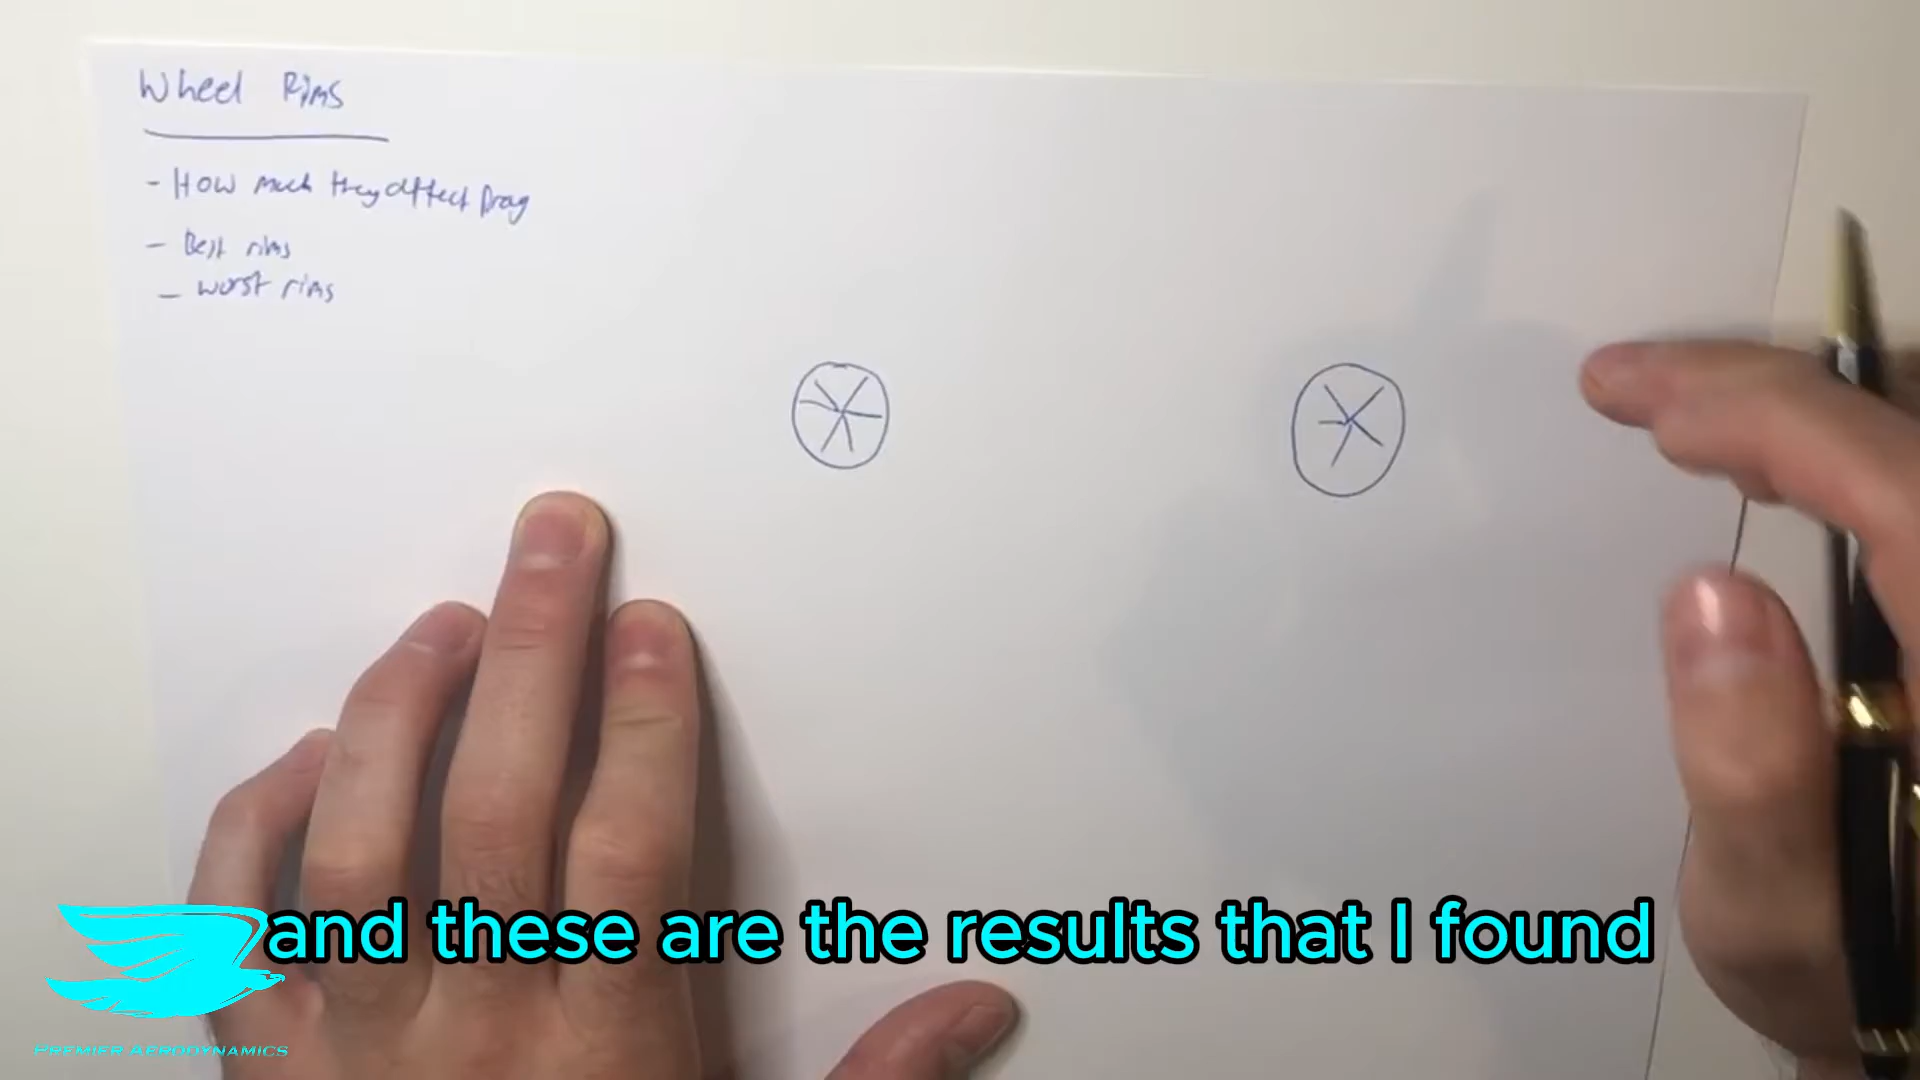 Wheel Rims
- How much they affect Drag
- Best rims
- worst rims
and these are the results that I found
PREMIER AERODYNAMICS